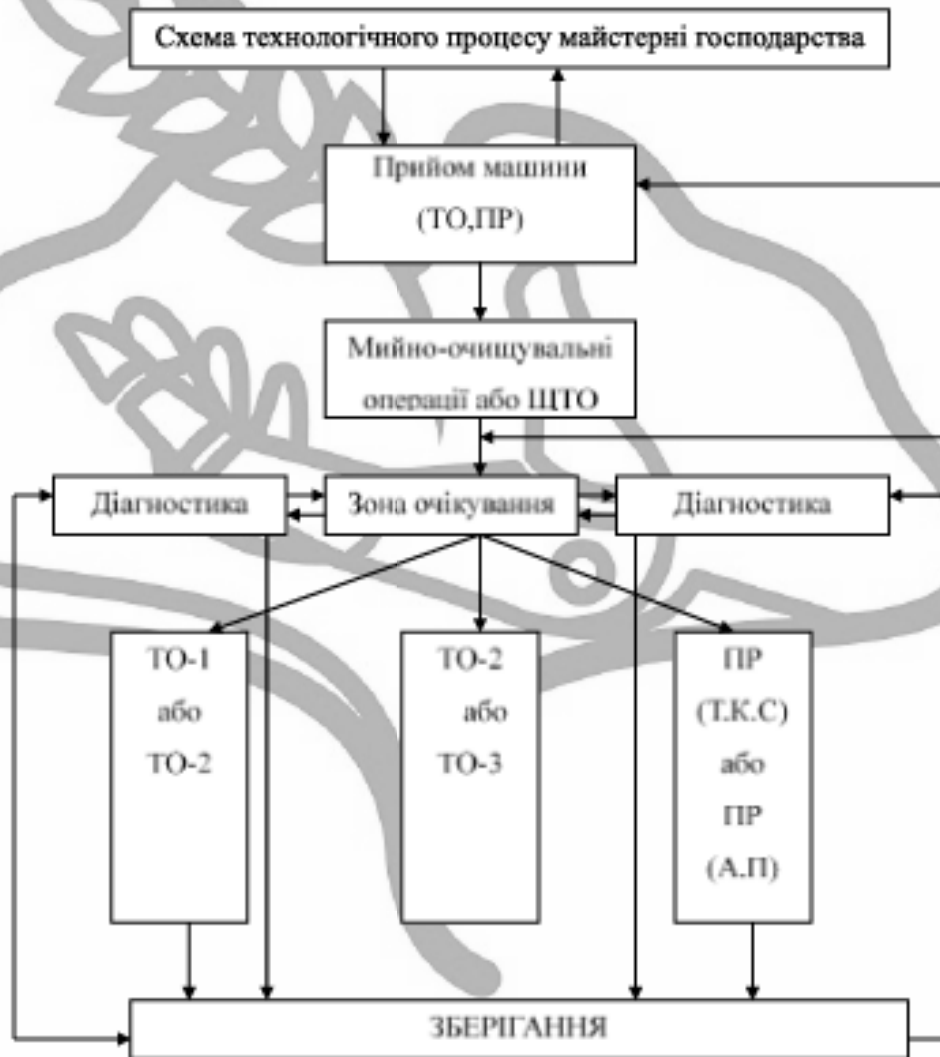 Схема технологічного процесу майстерні господарства
Прийом машини
(ТО,ПР)
Мийно-очищувальні
операції або ЩТО
Діагностика
Зона очікування
Діагностика
ТО-1
або
ТО-2
ТО-2
або
ТО-3
ПР
(Т.К.С)
або
ПР
(А.П)
ЗБЕРІГАННЯ